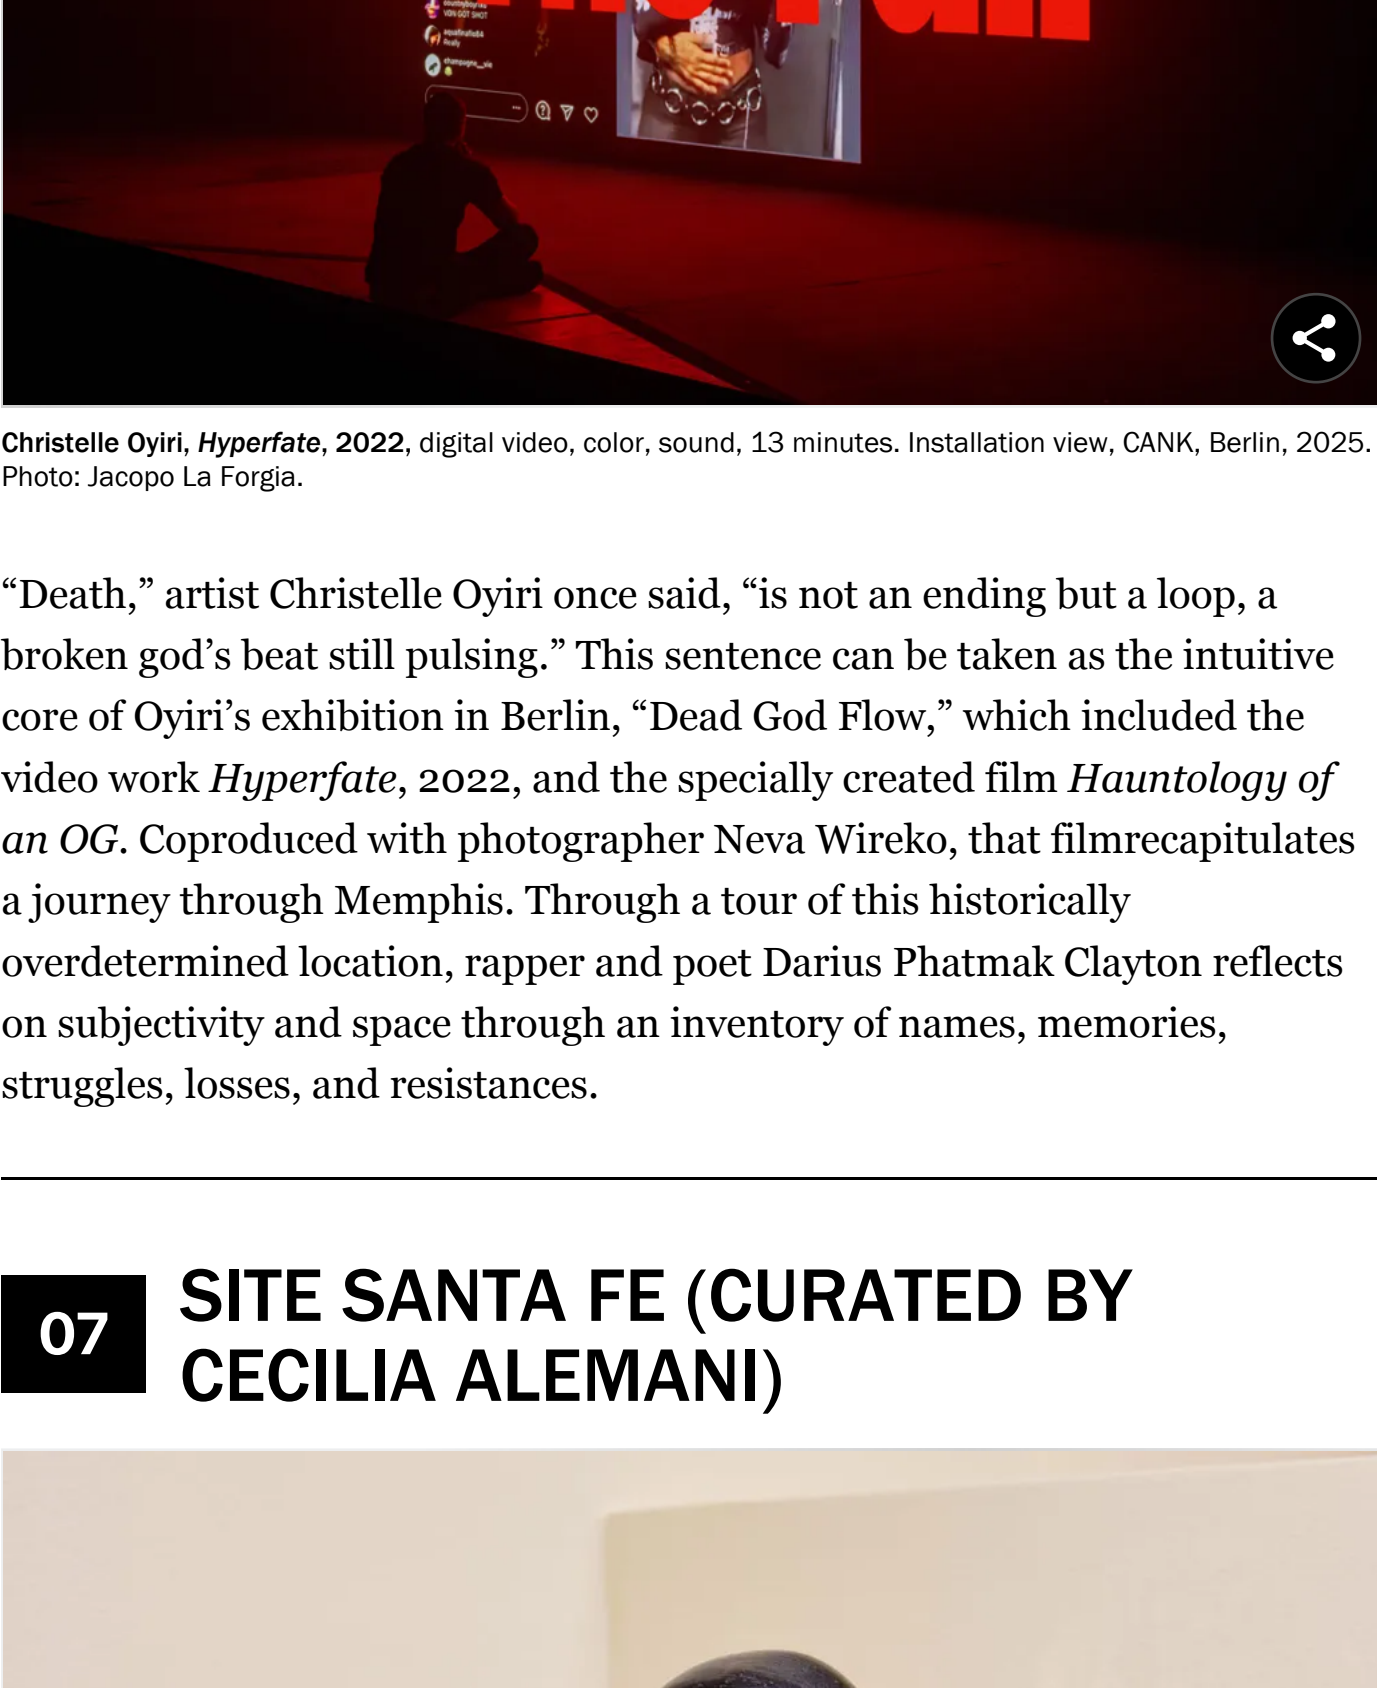 VON GOT SHOT
aquafinafis84
Really
champagne__sie
Christelle Oyiri, Hyperfate, 2022, digital video, color, sound, 13 minutes. Installation view, CANK, Berlin, 2025.
Photo: Jacopo La Forgia.
“Death,” artist Christelle Oyiri once said, “is not an ending but a loop, a
broken god’s beat still pulsing.” This sentence can be taken as the intuitive
core of Oyiri’s exhibition in Berlin, “Dead God Flow,” which included the
video work Hyperfate, 2022, and the specially created film Hauntology of
an OG. Coproduced with photographer Neva Wireko, that filmrecapitulates
a journey through Memphis. Through a tour of this historically
overdetermined location, rapper and poet Darius Phatmak Clayton reflects
on subjectivity and space through an inventory of names, memories,
struggles, losses, and resistances.
07
SITE SANTA FE (CURATED BY
CECILIA ALEMANI)